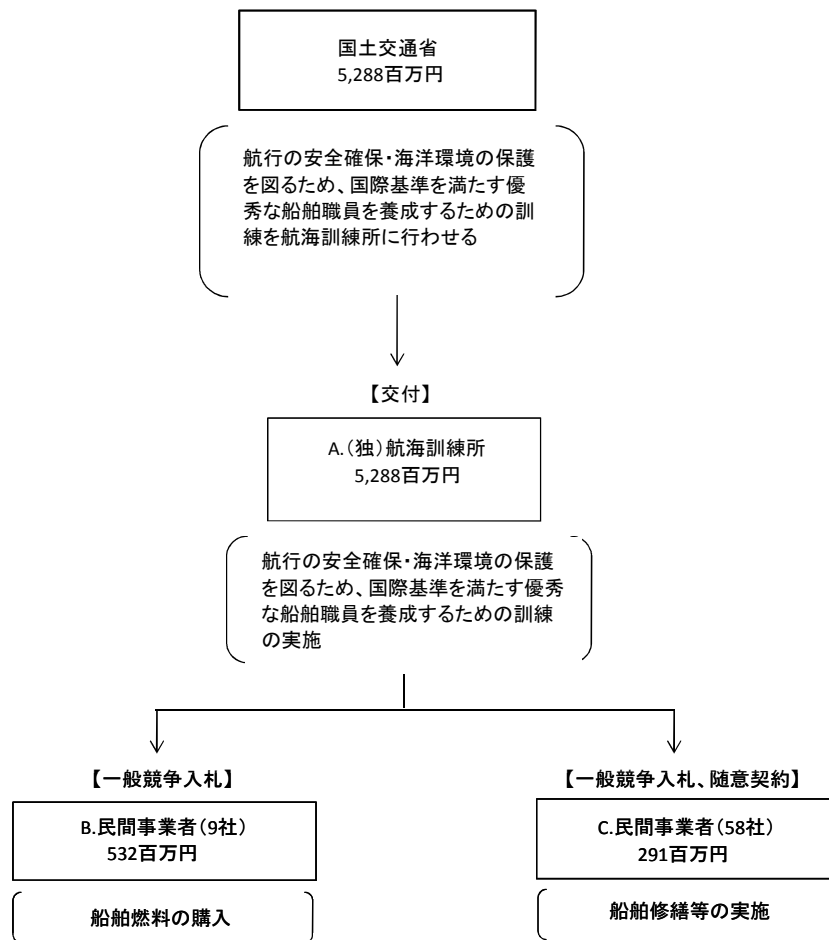 国土交通省
5,288百万円
航行の安全確保・海洋環境の保護
を図るため、国際基準を満たす優
秀な船舶職員を養成するための訓
練を航海訓練所に行わせる
【交付】
A.(独)航海訓練所
5,288百万円
航行の安全確保・海洋環境の保護
を図るため、国際基準を満たす優秀
な船舶職員を養成するための訓練
の実施
【一般競争入札】
B.民間事業者(9社)
532百万円
船舶燃料の購入
【一般競争入札、随意契約】
C.民間事業者(58社)
291百万円
船舶修繕等の実施